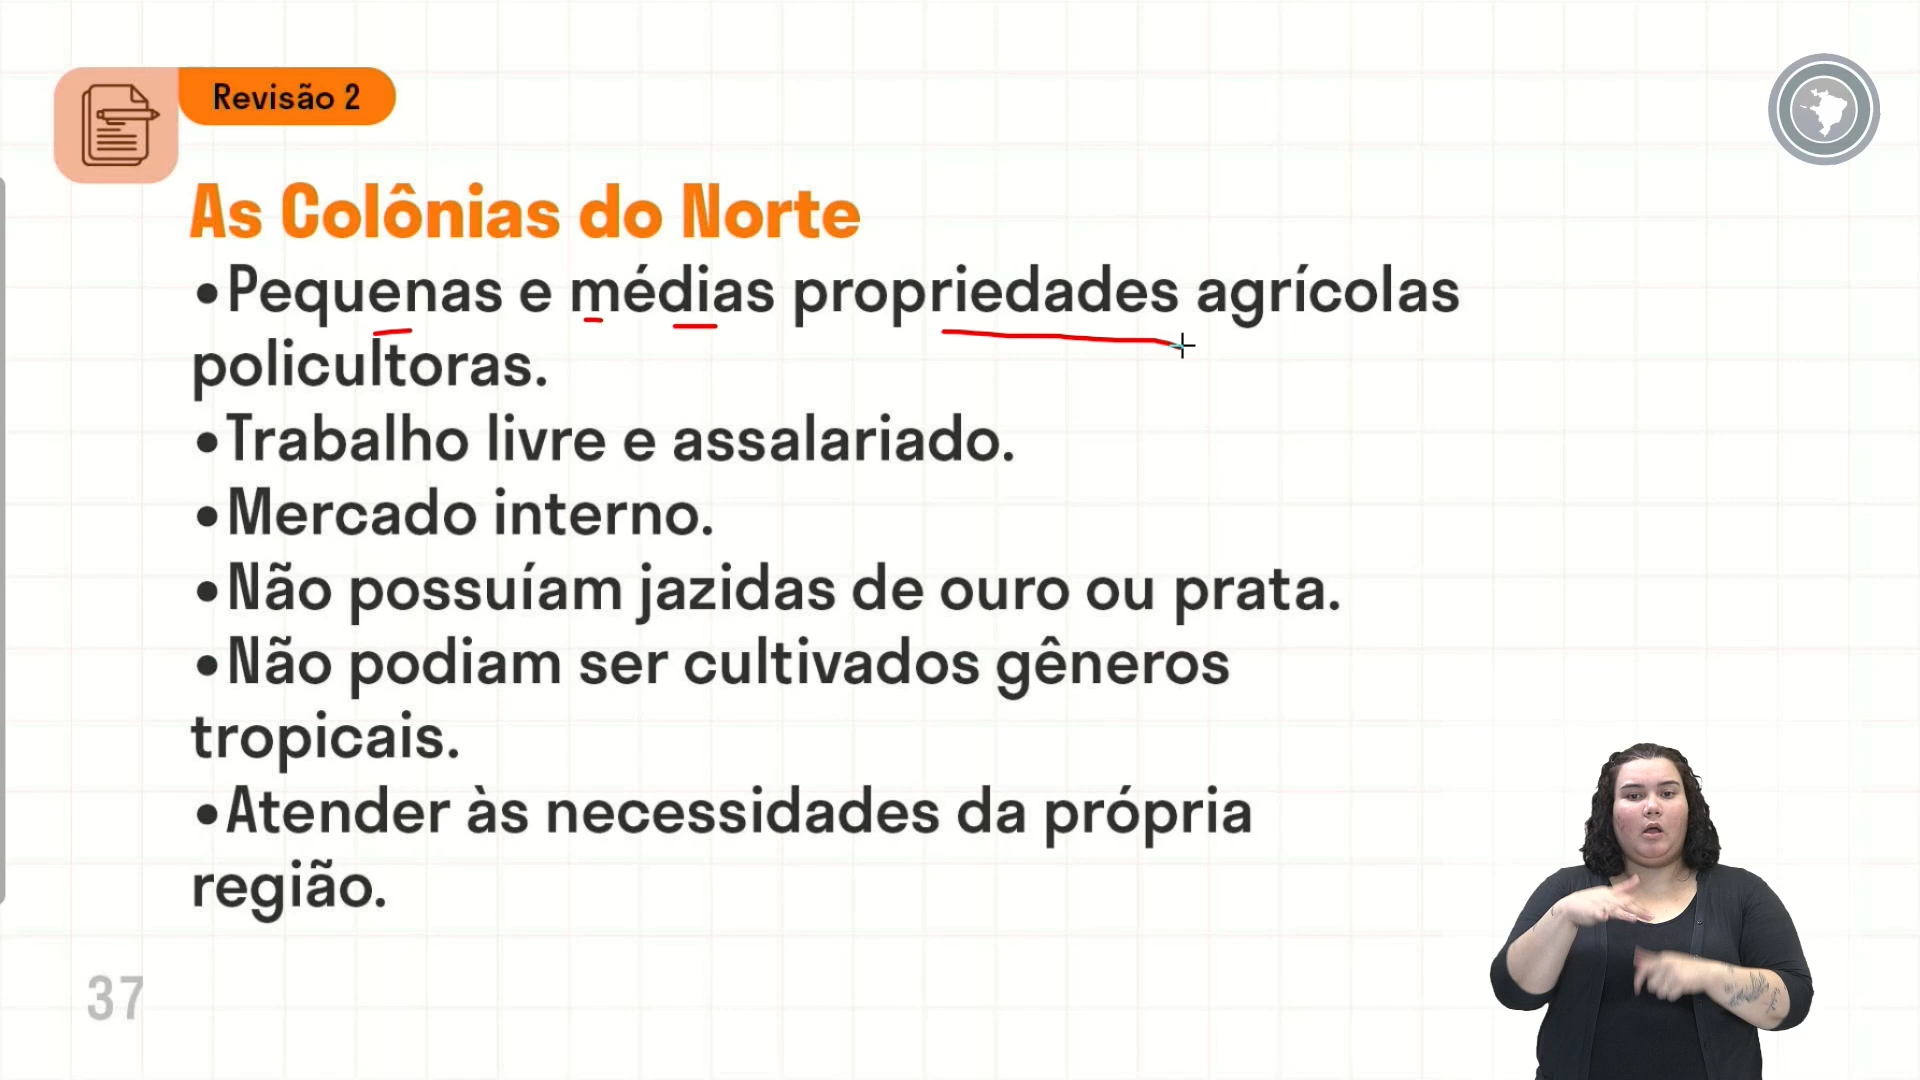 Revisão 2
As Colônias do Norte
•Pequenas e médias propriedades agrícolas
policultoras.
•Trabalho livre e assalariado.
•Mercado interno.
•Não possuíam jazidas de ouro ou prata.
•Não podiam ser cultivados gêneros
tropicais.
•Atender às necessidades da própria
região.
37